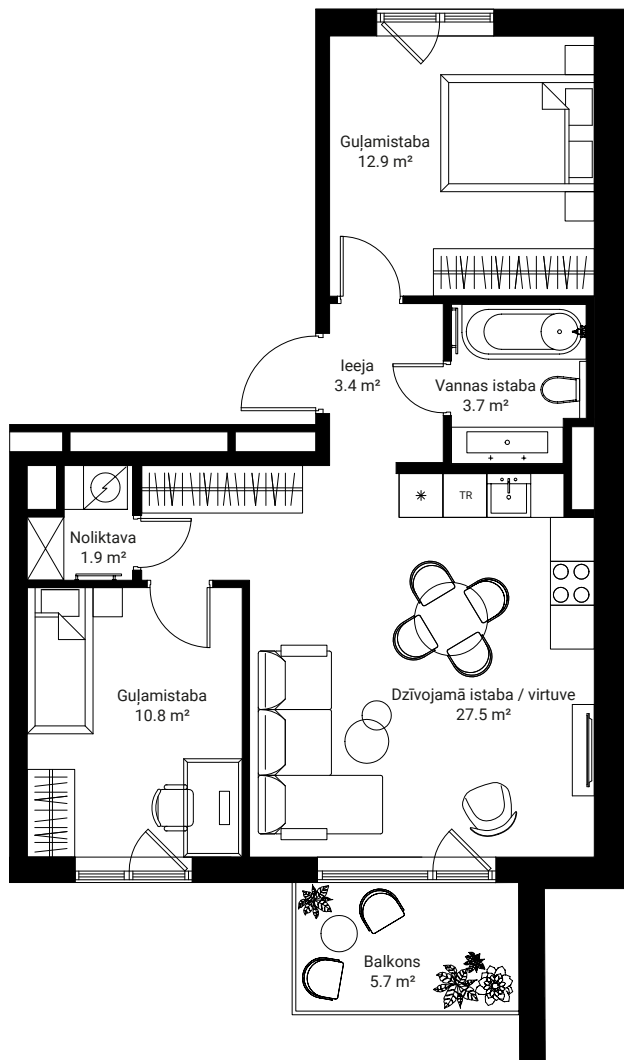 Guļamistaba
12.9 m²
Ieeja
3.4 m²
Vannas istaba
3.7 m²
TR
Noliktava
1.9 m²
Guļamistaba
10.8 m²
Dzīvojamā istaba / virtuve
27.5 m²
Balkons
5.7 m²